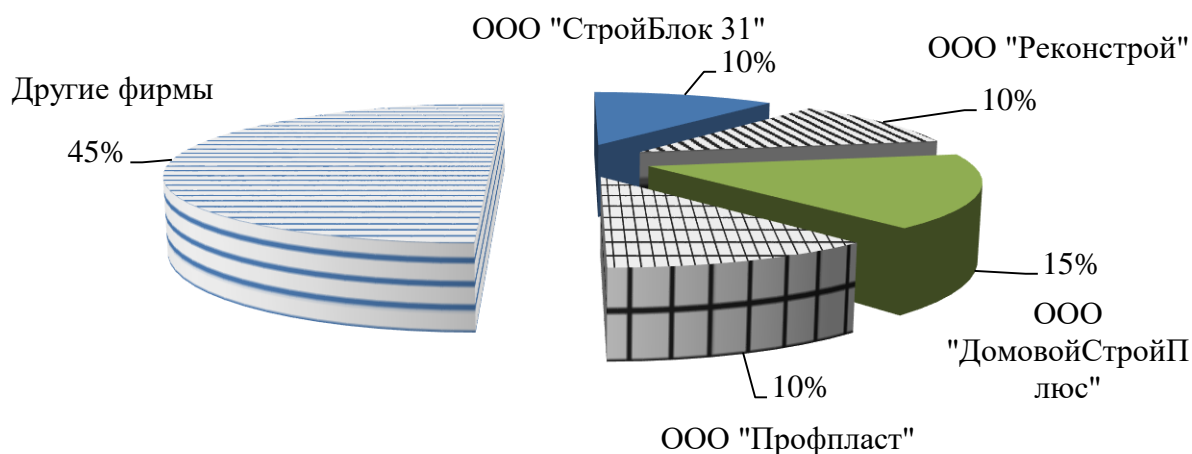 ООО "СтройБлок 31"
10%
ООО "Реконстрой"
10%
Другие фирмы
45%
15%
ООО
"ДомовойСтройП
люс"
10%
ООО "Профпласт"